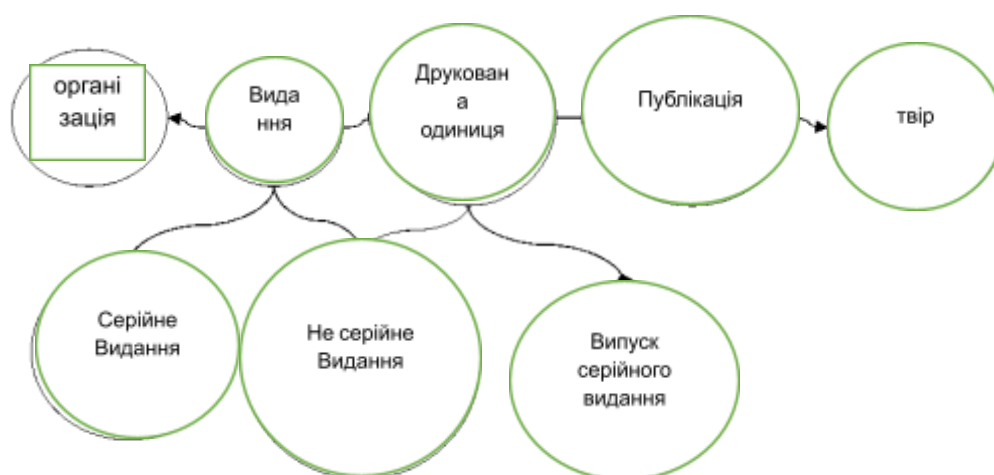 органі
зація
Вида
ння
Друкован
а
одиниця
Публікація
твір
Серійне
Видання
Не серійне
Видання
Випуск
серійного
видання